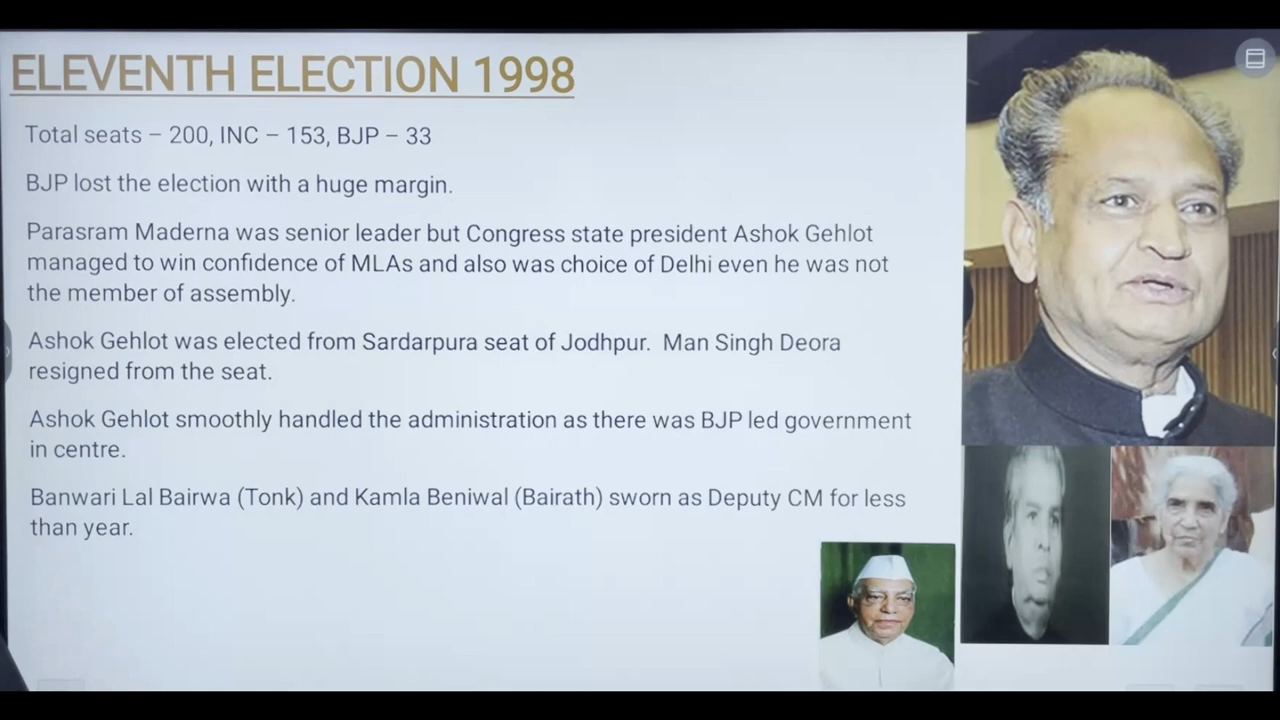 ELEVENTH ELECTION 1998
Total seats – 200, INC – 153, BJP – 33
BJP lost the election with a huge margin.
Parasram Maderna was senior leader but Congress state president Ashok Gehlot
managed to win confidence of MLAs and also was choice of Delhi even he was not
the member of assembly.
Ashok Gehlot was elected from Sardarpura seat of Jodhpur.  Man Singh Deora
resigned from the seat.
Ashok Gehlot smoothly handled the administration as there was BJP led government
in centre.
Banwari Lal Bairwa (Tonk) and Kamla Beniwal (Bairath) sworn as Deputy CM for less
than year.